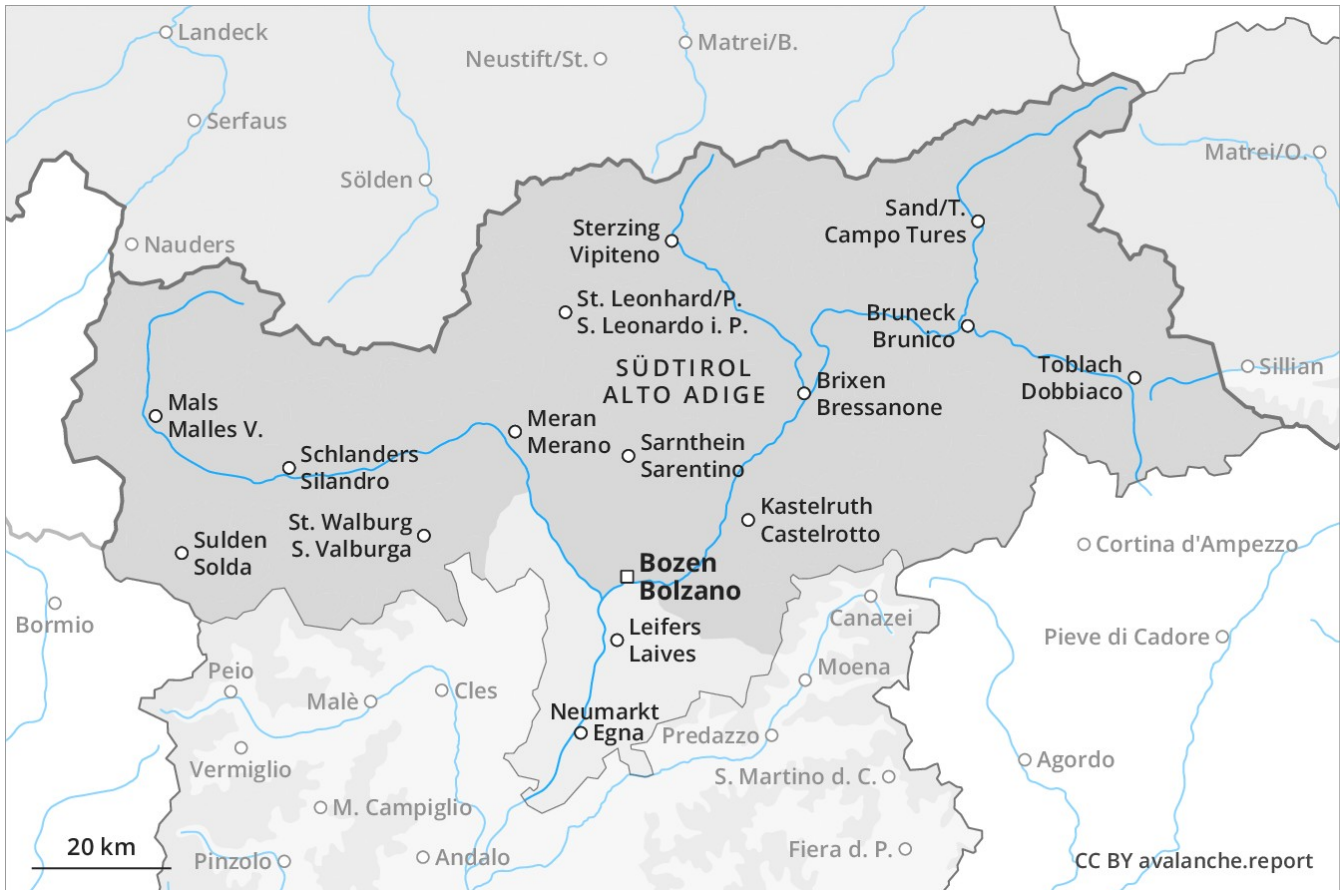 Landeck
Neustift/St.
Matrei/B.
Serfaus
Matrei/O.
Sölden
Sand/T.
Campo Tures
Sterzing
Vipiteno
Nauders
St. Leonhard/P.
S. Leonardo i. P.
Bruneck
Brunico
SÜDTIROL
ALTO ADIGE
Toblach
Dobbiaco
Sillian
Brixen
Bressanone
Mals
Malles V.
Meran
Merano
Sarnthein
Sarentino
Schlanders
Silandro
Kastelruth
Castelrotto
St. Walburg
S. Valburga
Sulden
Solda
Cortina d'Ampezzo
Bozen
Bolzano
Bormio
Canazei
Leifers
Laives
Pieve di Cadore
Peio
Moena
Malè
Cles
Neumarkt
Egna
Predazzo
Vermiglio
Agordo
S. Martino d. C.
M. Campiglio
20 km
Pinzolo
Andalo
Fiera d. P.
CC BY avalanche.report